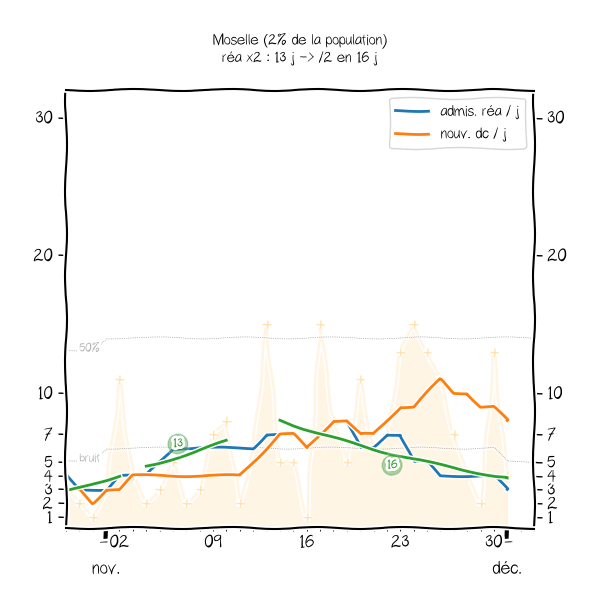 Moselle (2% de la population)
réa x2 : 13 j -> /2 en 16 j
admis. réa / j
nouv. dc / j
30 30
20 20
50%
10 10
13
7 7
bruit
16
5 5
4 4
3 3
2 2
1 1
02 09 16 23 30
nov. déc.